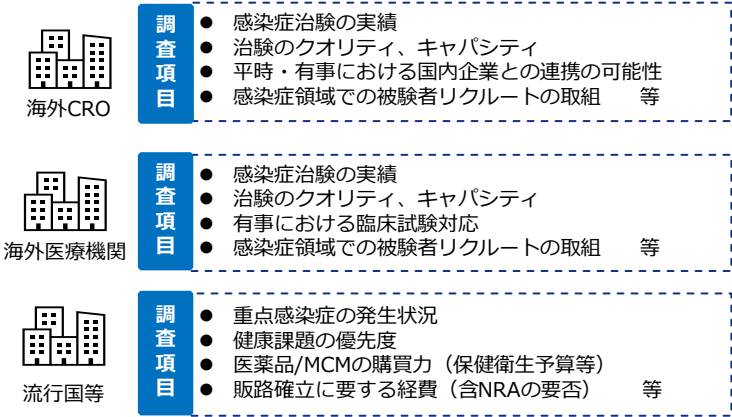 海外CRO
調査項目
● 感染症治験の実績
● 治験のクオリティ、キャパシティ
● 平時・有事における国内企業との連携の可能性
● 感染症領域での被験者リクルートの取組 等
海外医療機関
調査項目
● 感染症治験の実績
● 治験のクオリティ、キャパシティ
● 有事における臨床試験対応
● 感染症領域での被験者リクルートの取組 等
流行国等
調査項目
● 重点感染症の発生状況
● 健康課題の優先度
● 医薬品/MCMの購買力（保健衛生予算等）
● 販路確立に要する経費（含NRAの要否） 等